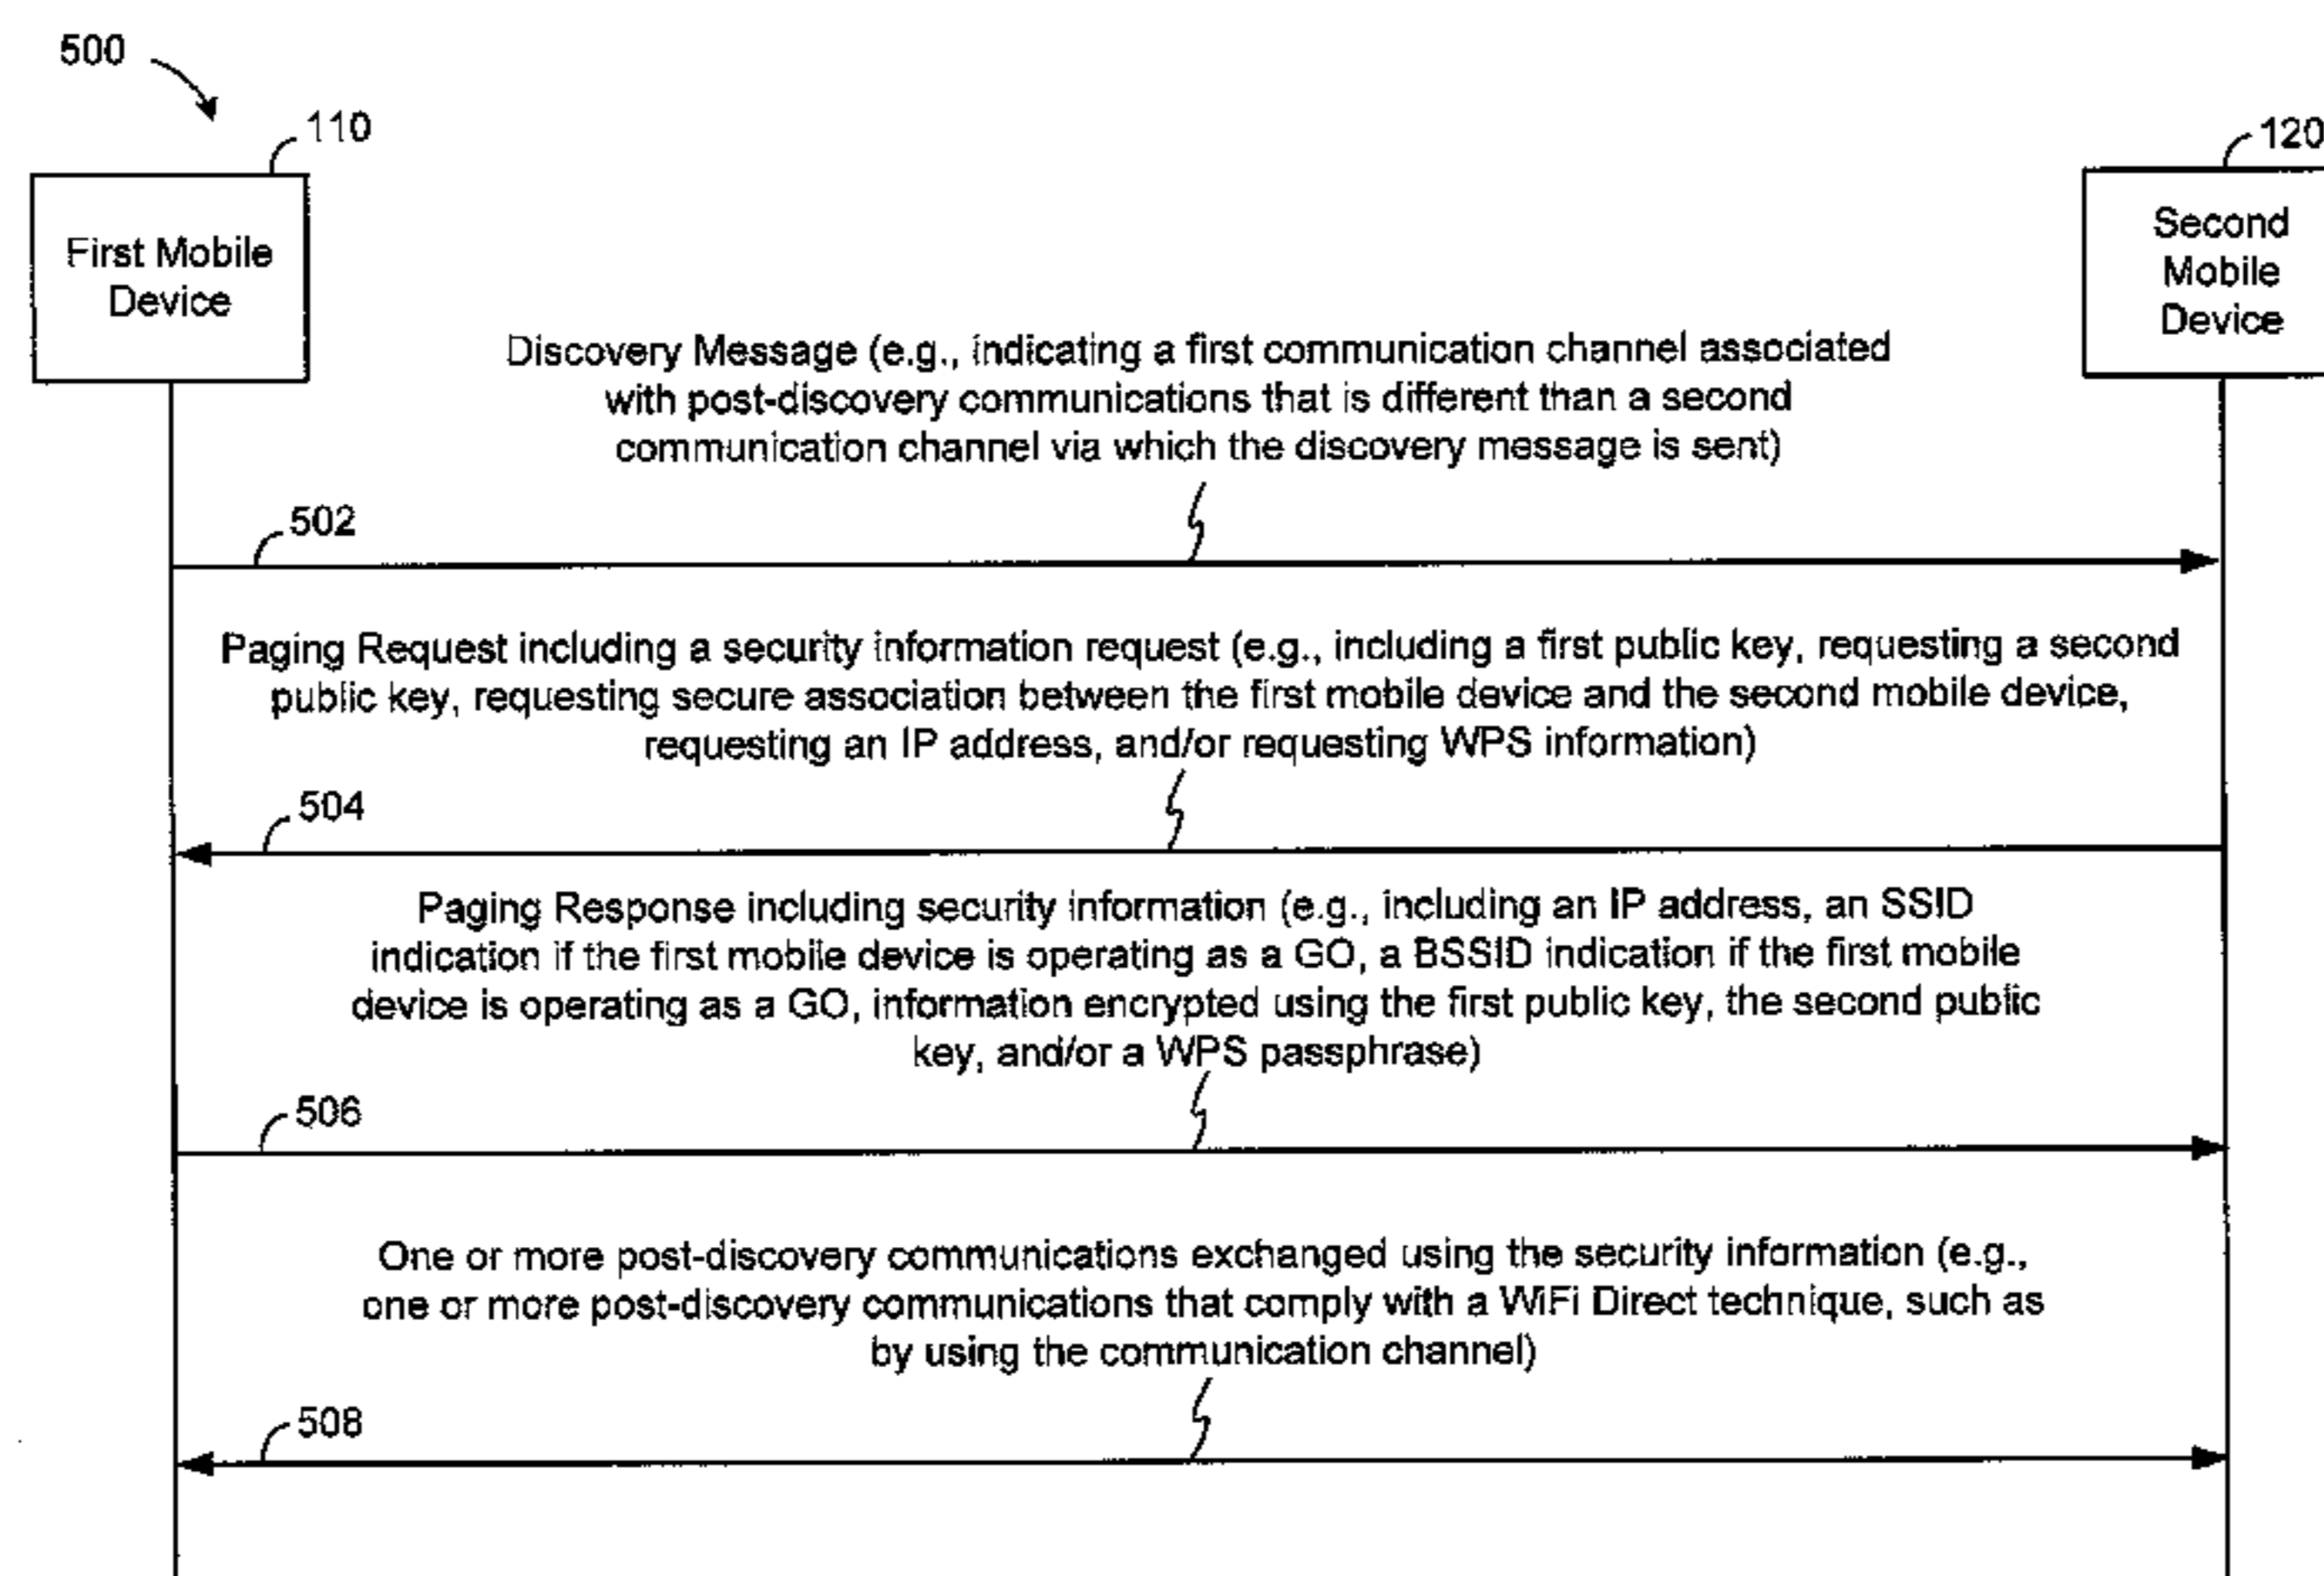 500
110
120
First Mobile
Device
Second
Mobile
Device
Discovery Message (e.g., indicating a first communication channel associated
with post-discovery communications that is different than a second
communication channel via which the discovery message is sent)
502
Paging Request including a security information request (e.g., including a first public key, requesting a second
public key, requesting secure association between the first mobile device and the second mobile device,
requesting an IP address, and/or requesting WPS information)
504
Paging Response including security information (e.g., including an IP address, an SSID
indication if the first mobile device is operating as a GO, a BSSID indication if the first mobile
device is operating as a GO, information encrypted using the first public key, the second public
key, and/or a WPS passphrase)
506
One or more post-discovery communications exchanged using the security information (e.g.,
one or more post-discovery communications that comply with a WiFi Direct technique, such as
by using the communication channel)
508